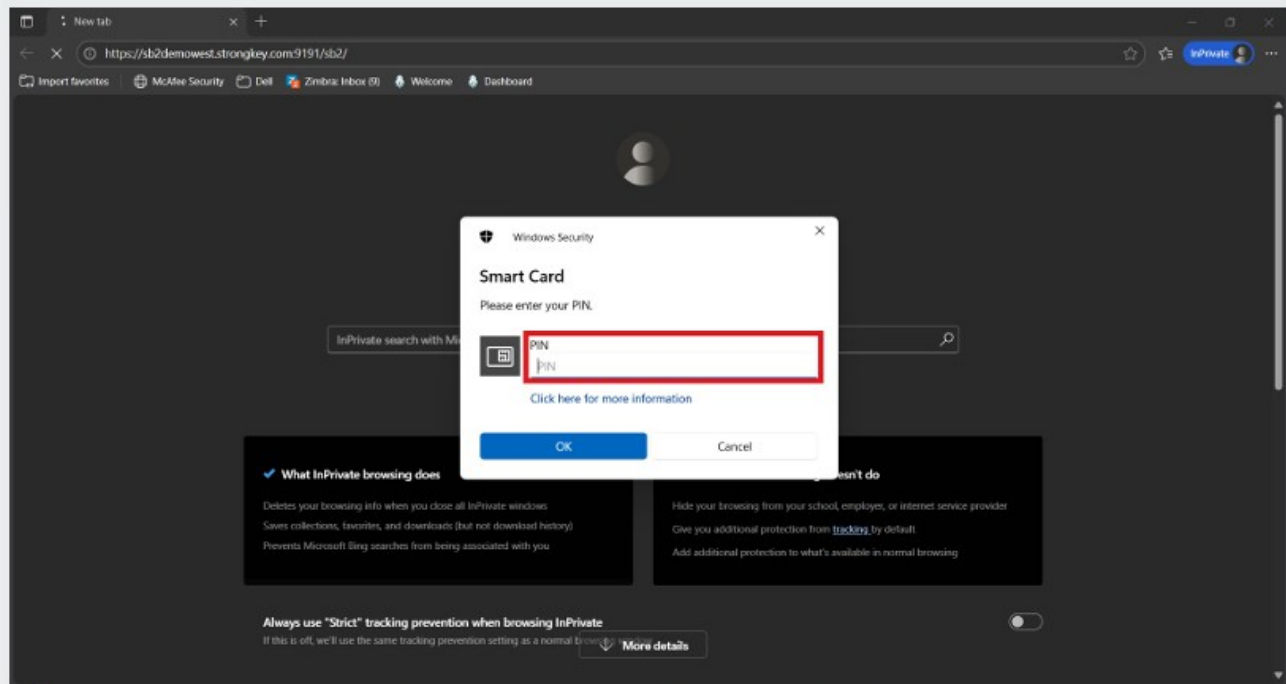 New tab
https://sb2demowest.strongkey.com:9191/sb2/
InPrivate
Import favorites McAfee Security Dell Zimbra: Inbox (9) Welcome Dashboard
Windows Security
Smart Card
Please enter your PIN.
InPrivate search with Mi
PIN
PIN
Click here for more information
OK Cancel
What InPrivate browsing does
Deletes your browsing info when you close all InPrivate windows
Saves collections, favorites, and downloads (but not download history)
Prevents Microsoft Bing searches from being associated with you
esn't do
Hide your browsing from your school, employer, or internet service provider
Give you additional protection from tracking by default
Add additional protection to what's available in normal browsing
Always use "Strict" tracking prevention when browsing InPrivate
If this is off, we'll use the same tracking prevention setting as a normal
More details